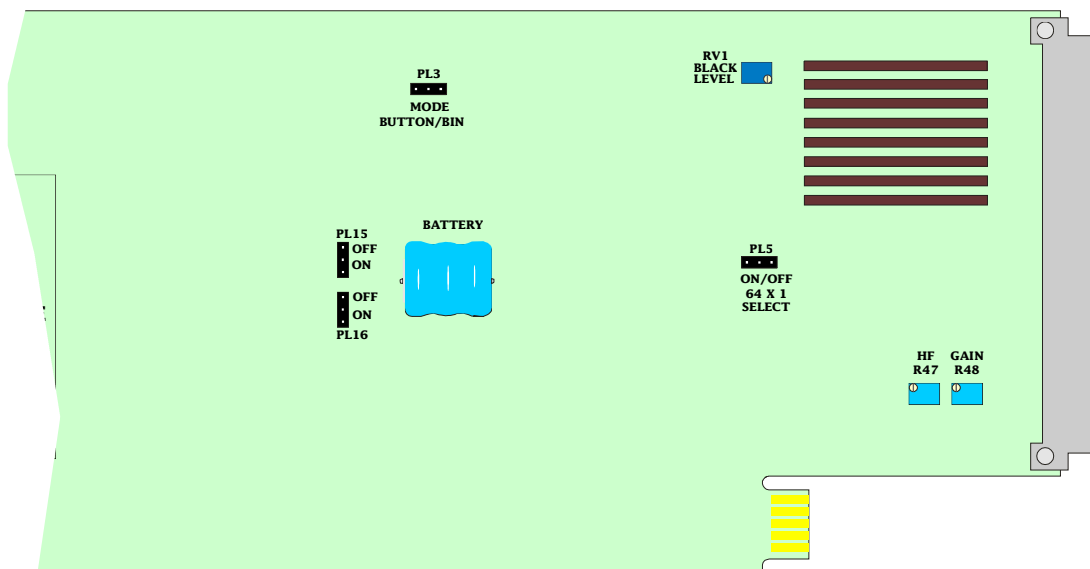 PL3
MODE
BUTTON/BIN
RV1
BLACK
LEVEL
PL15
OFF
ON
OFF
ON
PL16
BATTERY
PL5
ON/OFF
64 X 1
SELECT
HF
R47
GAIN
R48